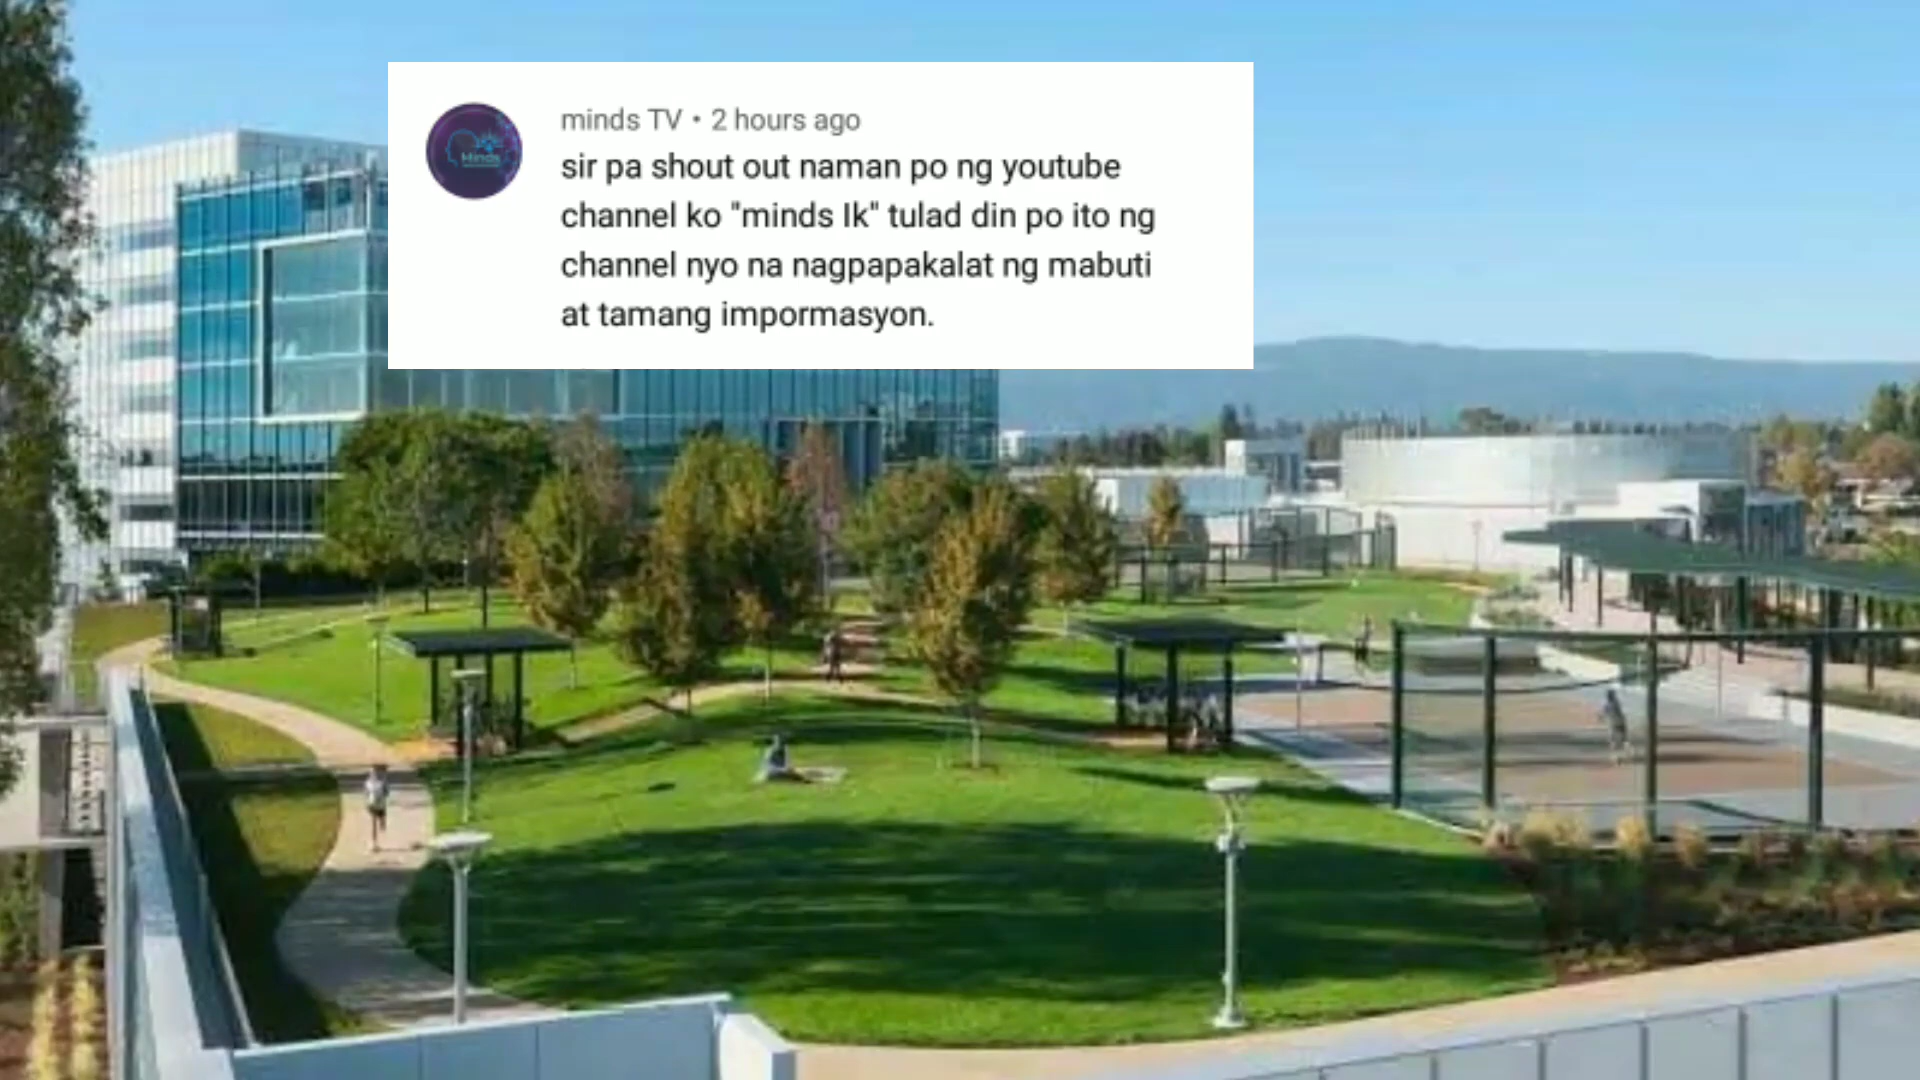 minds TV • 2 hours ago
sir pa shout out naman po ng youtube
channel ko "minds Ik" tulad din po ito ng
channel nyo na nagpapakalat ng mabuti
at tamang impormasyon.
Minds